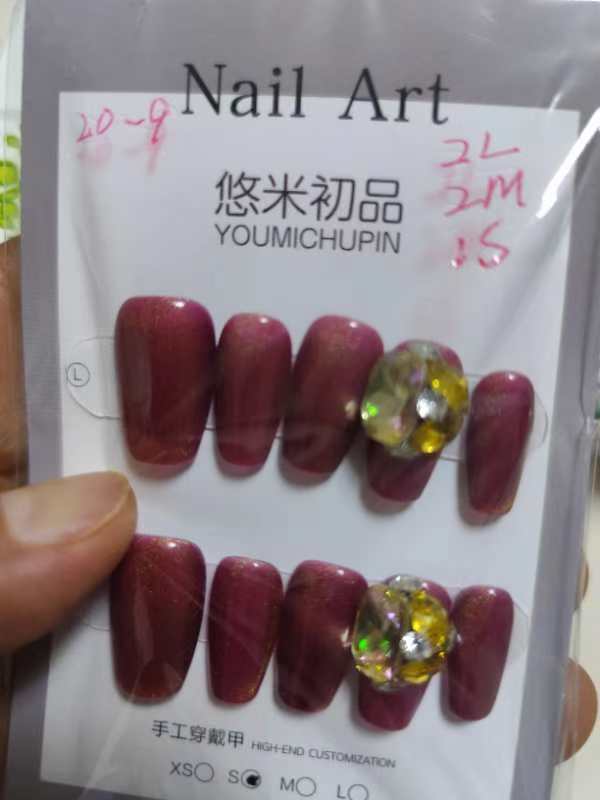 Nail Art
20-9
2L
2M
1S
悠米初品
YOUMICHUPIN
L
手工穿戴甲 HIGH-END CUSTOMIZATION
XS S M L